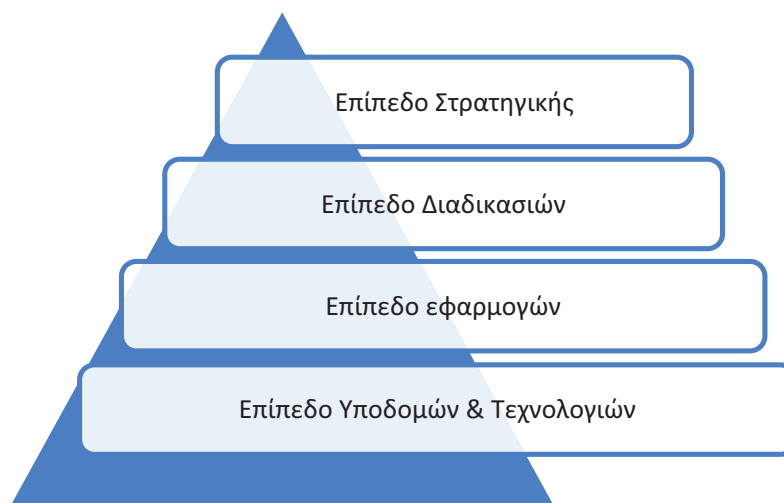 Επίπεδο Στρατηγικής
Επίπεδο Διαδικασιών
Επίπεδο εφαρμογών
Επίπεδο Υποδομών & Τεχνολογιών